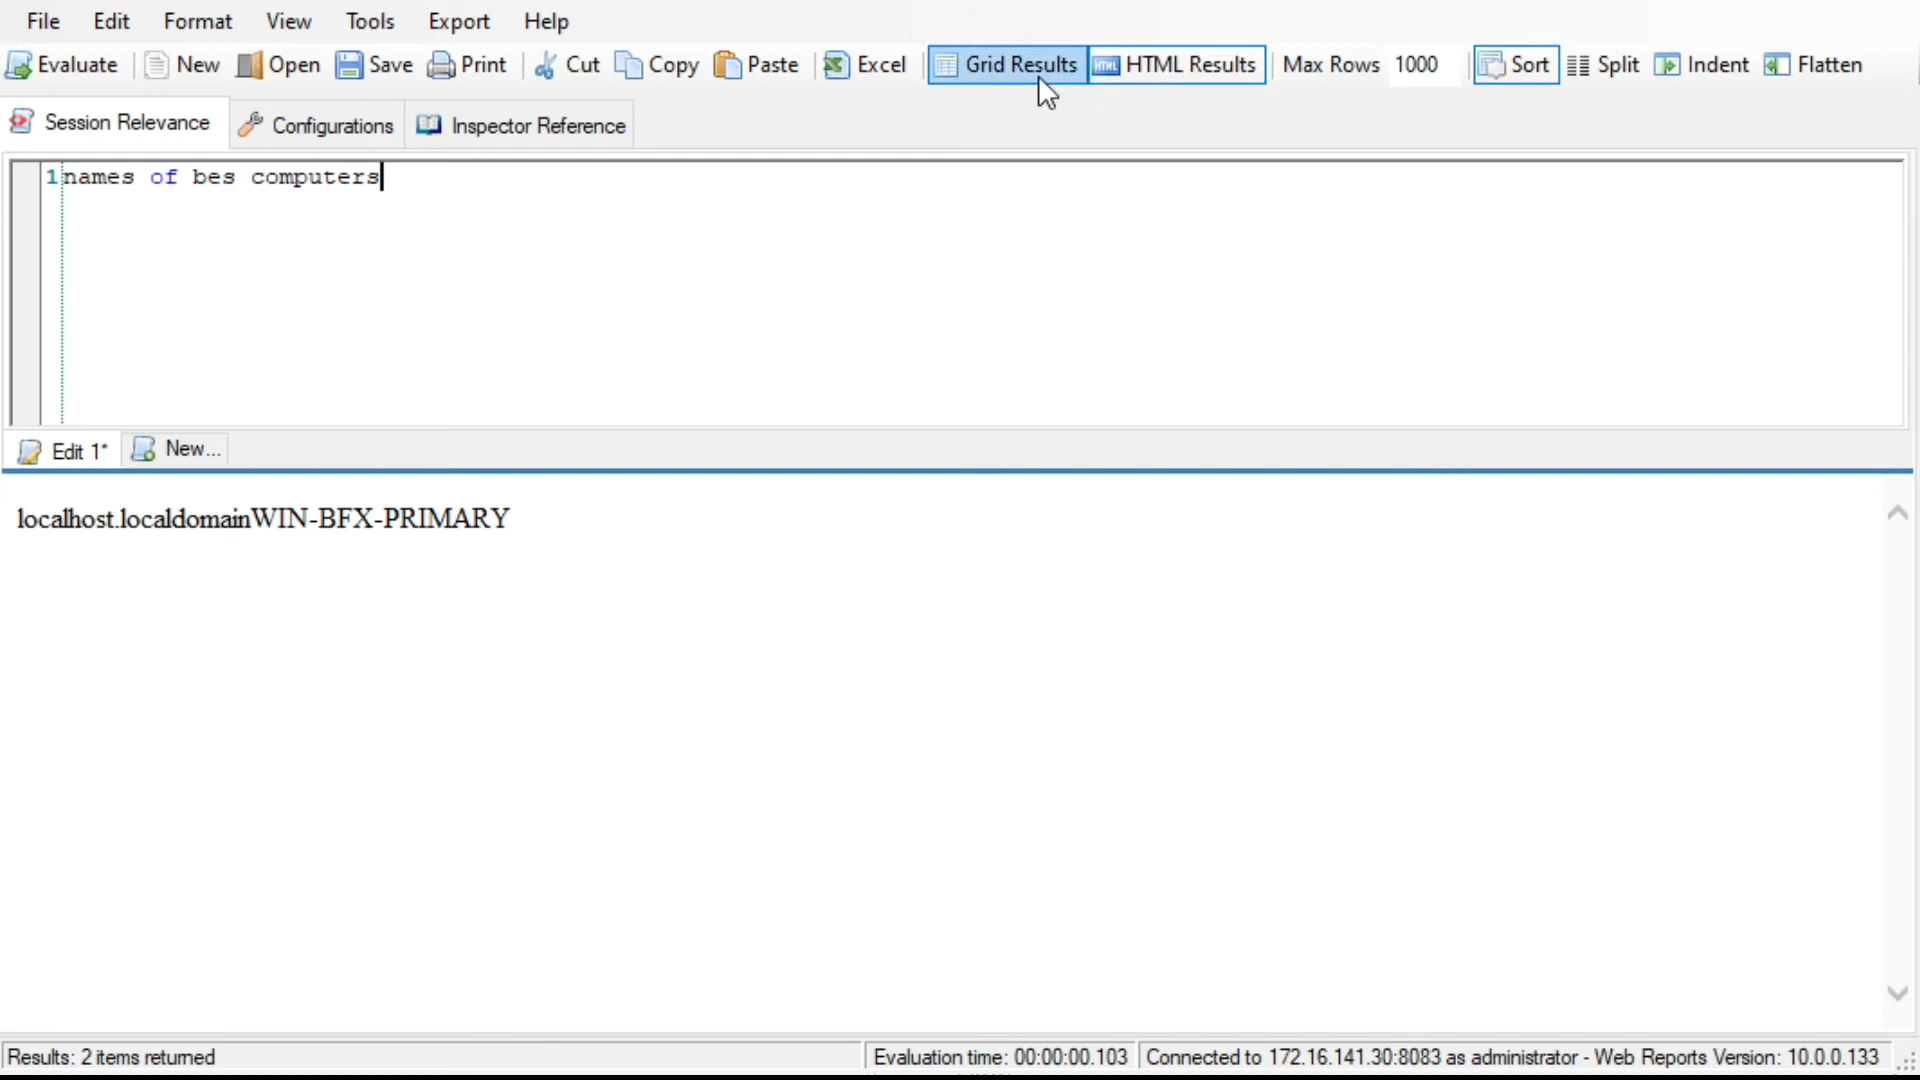 File Edit Format View Tools Export Help
Evaluate New Open Save Print Cut Copy Paste Excel Grid Results HTML Results Max Rows 1000 Sort Split Indent Flatten
Session Relevance Configurations Inspector Reference
1 names of bes computers
Edit 1* New...
localhost.localdomainWIN-BFX-PRIMARY
Results: 2 items returned Evaluation time: 00:00:00.103 Connected to 172.16.141.30:8083 as administrator - Web Reports Version: 10.0.0.133